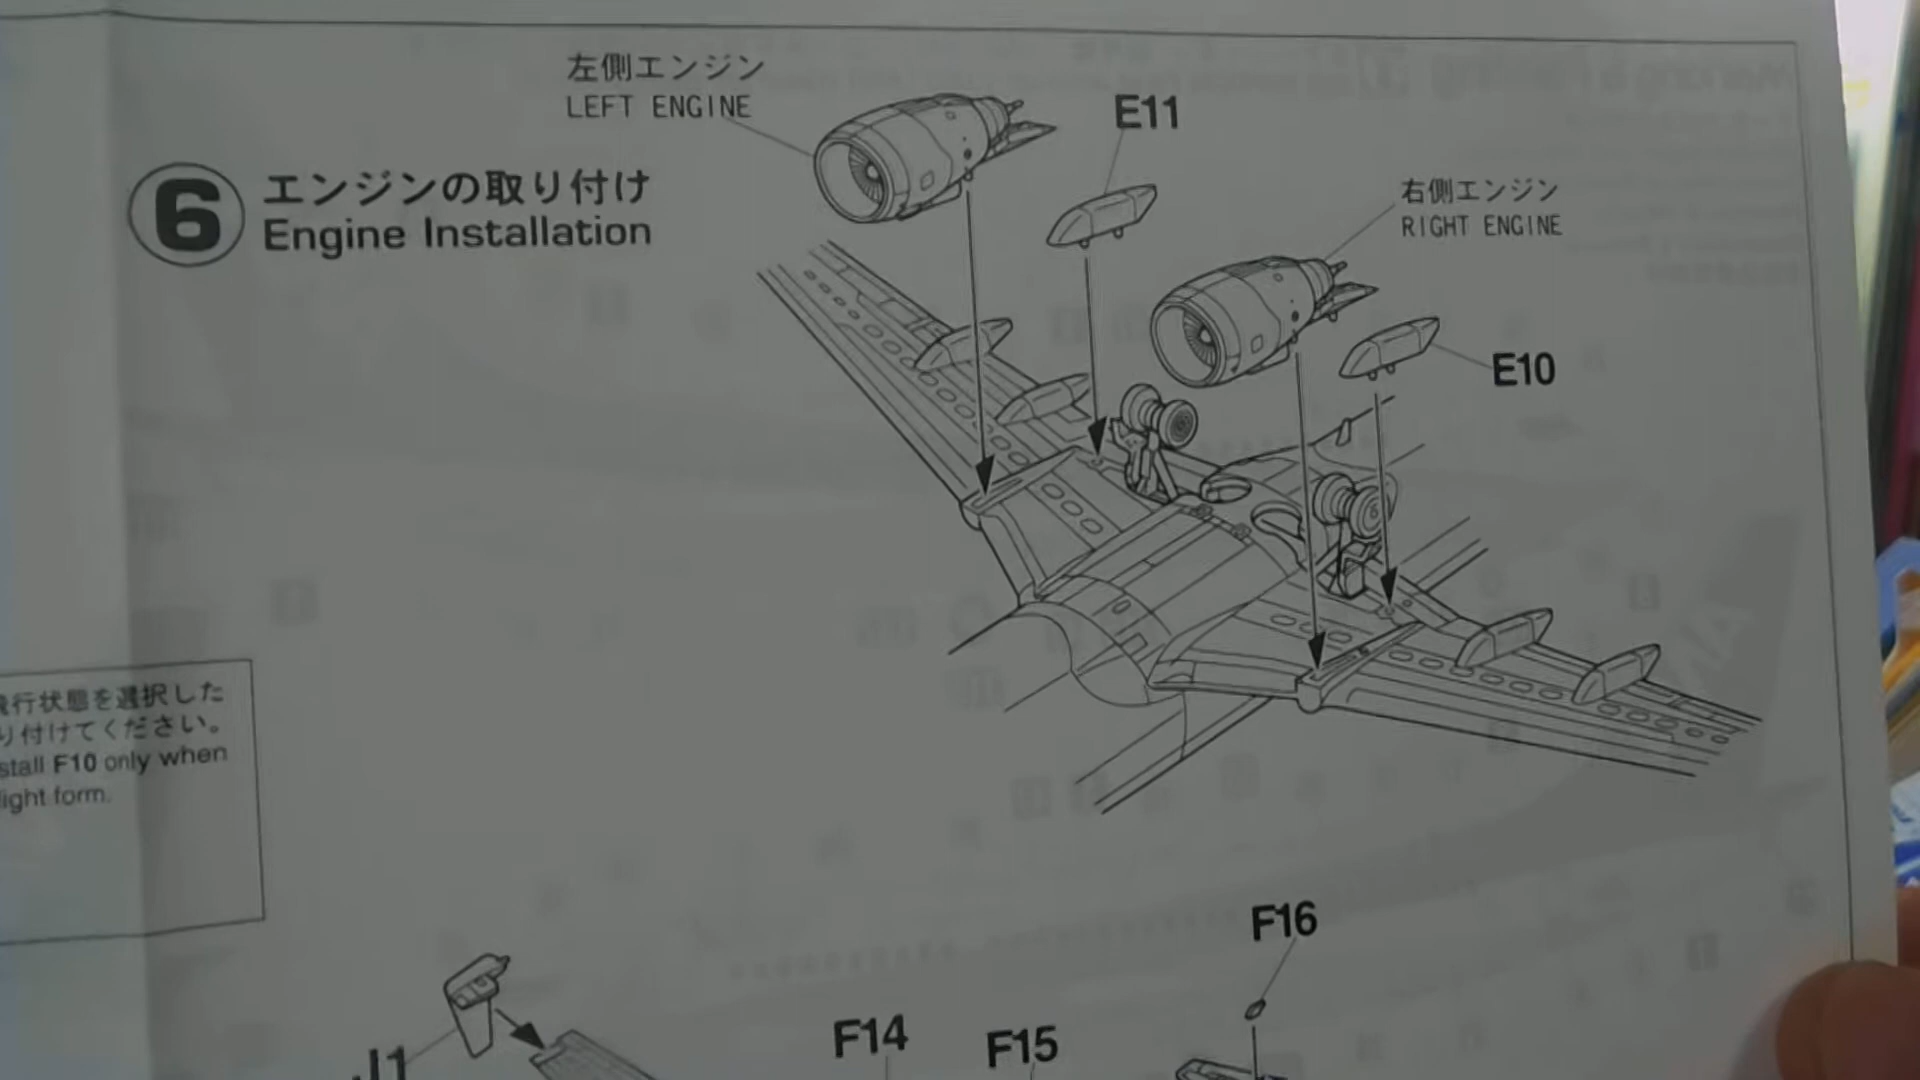 左側エンジン
LEFT ENGINE
E11
6
エンジンの取り付け
Engine Installation
右側エンジン
RIGHT ENGINE
E10
飛行状態を選択した
り付けてください。
stall F10 only when
light form.
F16
F14
F15
J1